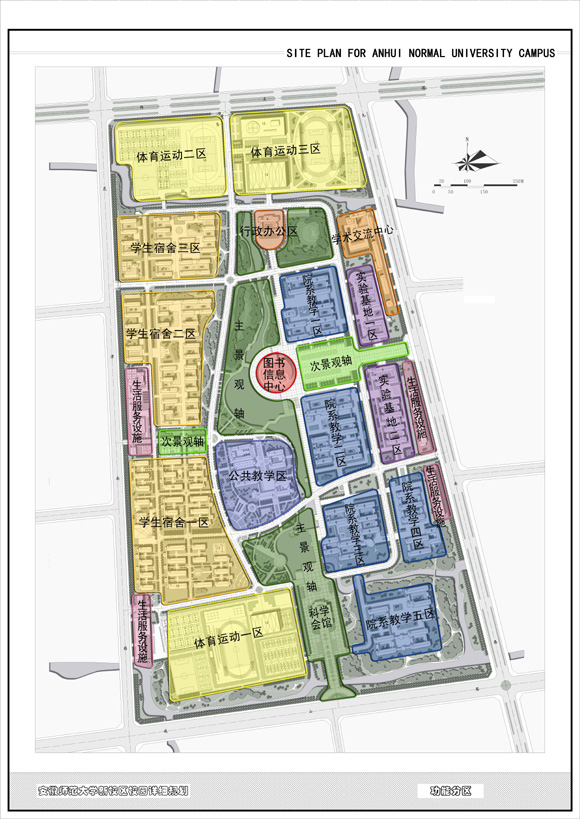 SITE PLAN FOR ANHUI NORMAL UNIVERSITY CAMPUS
N
50 100 250M
0 50 150
体育运动二区
体育运动三区
行政办公区
学术交流中心
学生宿舍三区
院系教学一区
实验基地一区
主景观轴
学生宿舍二区
图书
信息
中心
次景观轴
生活服务设施
实验基地二区
生活服务设施
院系教学二区
次景观轴
公共教学区
生活服务设施
院系教学四区
院系教学三区
学生宿舍一区
主景观轴
生活服务设施
科学
会馆
院系教学五区
体育运动一区
安徽师范大学新校区校园详细规划
功能分区